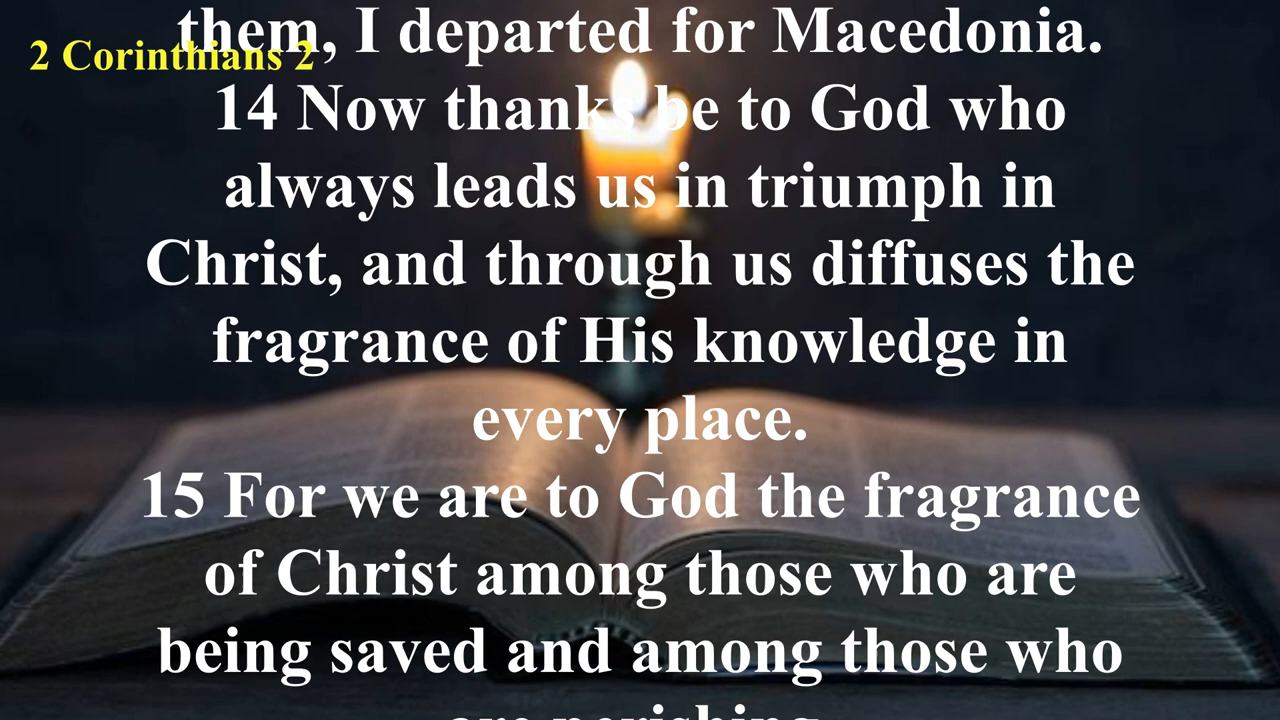 them, I departed for Macedonia.
2 Corinthians 2
14 Now thanks be to God who
always leads us in triumph in
Christ, and through us diffuses the
fragrance of His knowledge in
every place.
15 For we are to God the fragrance
of Christ among those who are
being saved and among those who
are perishing.